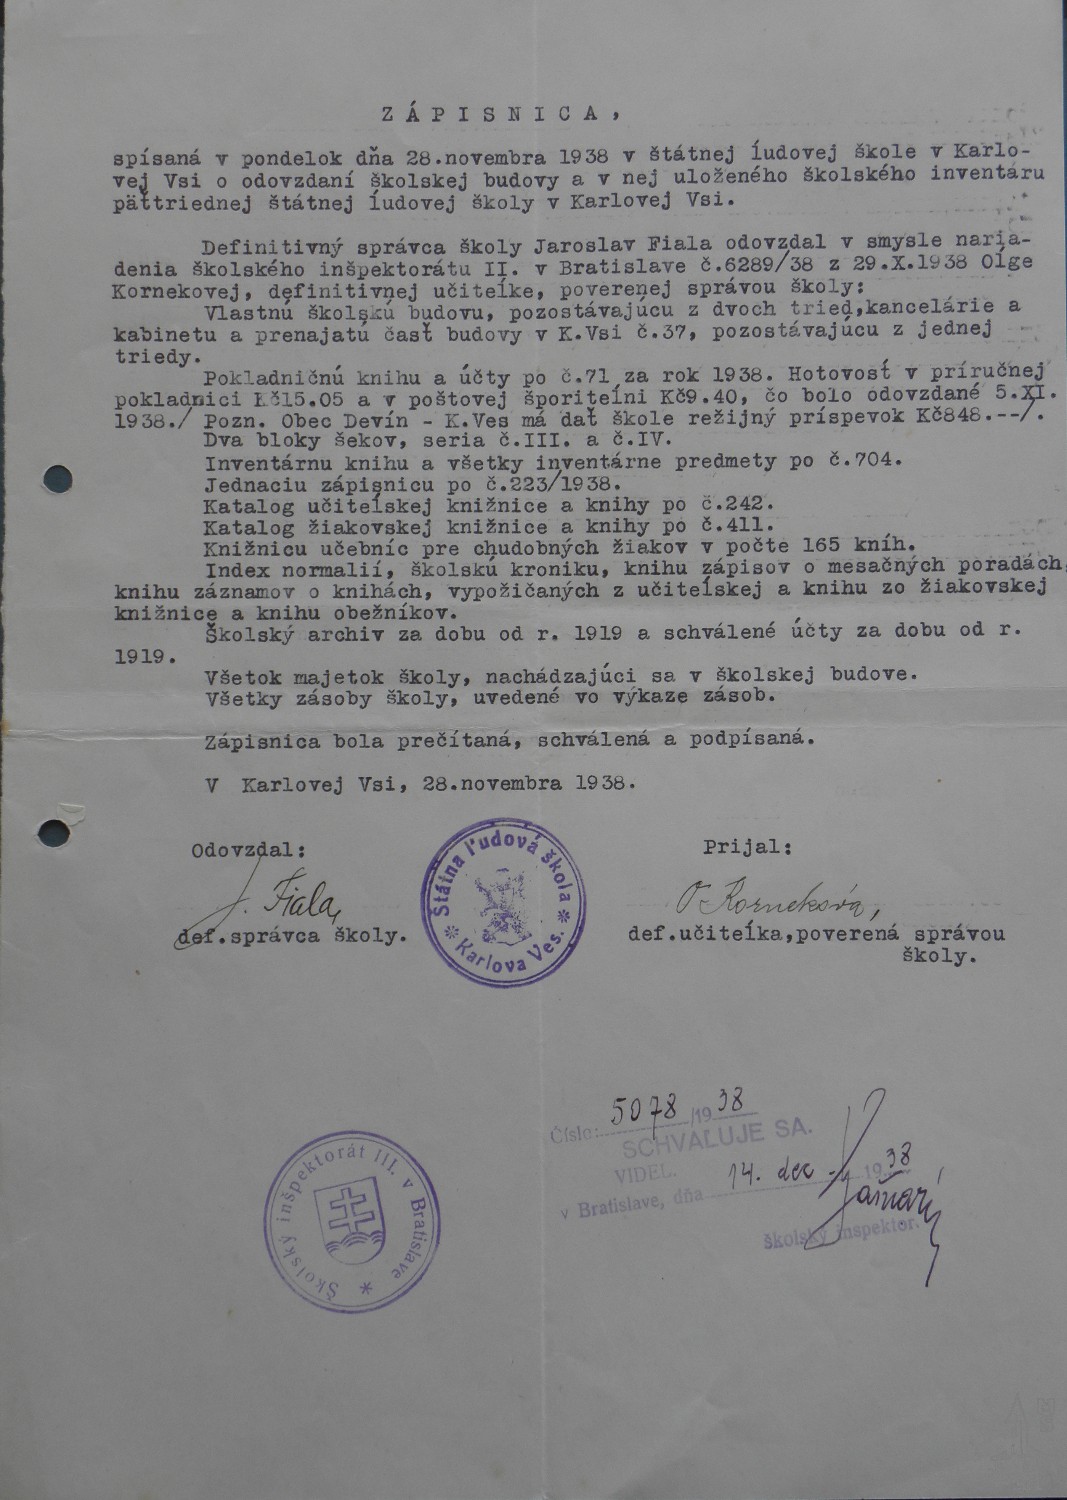 ZÁPISNICA,
spísaná v pondelok dňa 28.novembra 1938 v štátnej ľudovej škole v Karlo-
vej Vsi o odovzdaní školskej budovy a v nej uloženého školského inventáru
päťtriednej štátnej ľudovej školy v Karlovej Vsi.
Definitívný správca školy Jaroslav Fiala odovzdal v smysle naria-
denia školského inšpektorátu II. v Bratislave č.6289/38 z 29.X.1938 Oľge
Kornekovej, definitívnej učiteľke, poverenej správou školy:
Vlastnú školskú budovu, pozostávajúcu z dvoch tried,kancelárie a
kabinetu a prenajatú časť budovy v K.Vsi č.37, pozostávajúcu z jednej
triedy.
Pokladničnú knihu a účty po č.71 za rok 1938. Hotovosť v príručnej
pokladnici Kč15.05 a v poštovej šporiteľni Kč9.40, čo bolo odovzdané 5.XI.
1938./ Pozn. Obec Devín - K.Ves má dať škole režijný príspevok Kč848.--/.
Dva bloky šekov, seria č.III. a č.IV.
Inventárnu knihu a všetky inventárne predmety po č.704.
Jednaciu zápisnicu po č.223/1938.
Katalog učiteľskej knižnice a knihy po č.242.
Katalog žiakovskej knižnice a knihy po č.411.
Knižnicu učebníc pre chudobných žiakov v počte 165 kníh.
Index normalií, školskú kroniku, knihu zápisov o mesačných poradách,
knihu záznamov o knihách, vypožičaných z učiteľskej a knihu zo žiakovskej
knižnice a knihu obežníkov.
Školský archiv za dobu od r. 1919 a schválené účty za dobu od r.
1919.
Všetok majetok školy, nachádzajúci sa v školskej budove.
Všetky zásoby školy, uvedené vo výkaze zásob.
Zápisnica bola prečítaná, schválená a podpísaná.
V Karlovej Vsi, 28.novembra 1938.
Odovzdal:
Prijal:
J. Fiala,
O Korneková,
def.správca školy.
def.učiteľka,poverená správou
školy.
Štátna ľudová škola
Karlova Ves.
Číslo: 5078/1938
SCHVAĽUJE SA.
VIDEL.
v Bratislave, dňa 14. dec. 1938
školský inspektor.
Školský inšpektorát III. v Bratislave